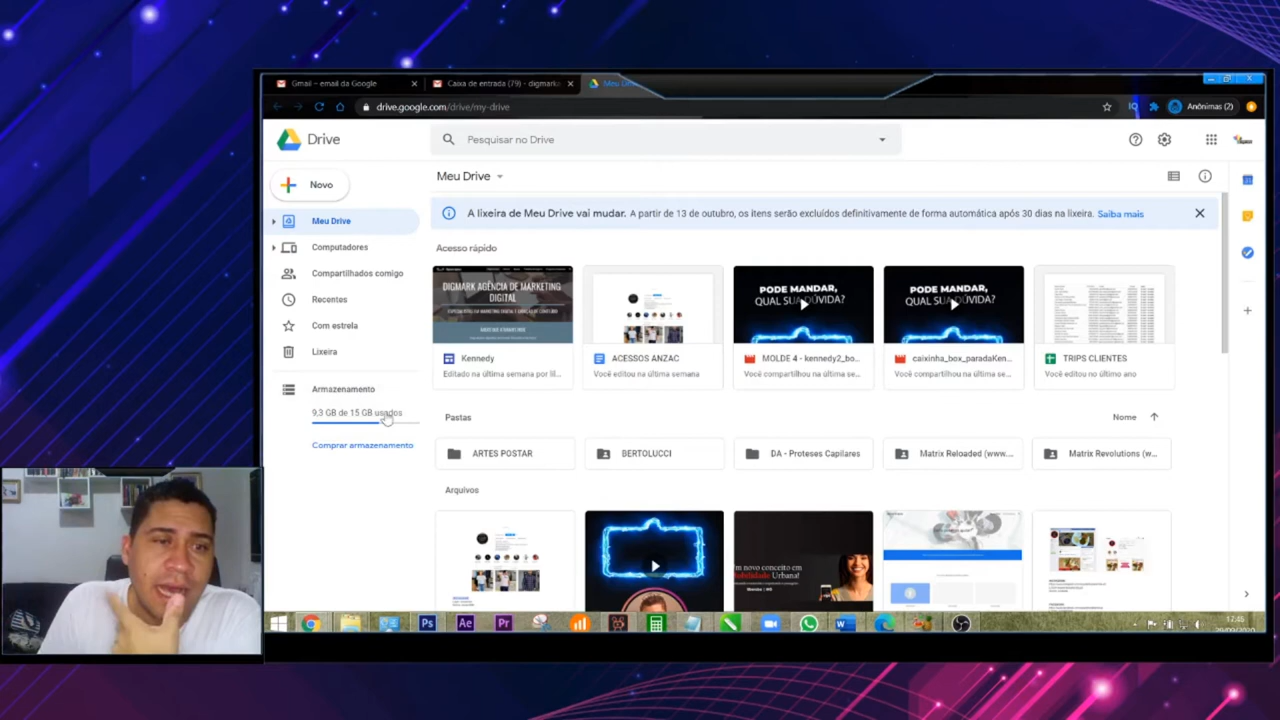 Gmail – email da Google
Caixa de entrada (79) - digmark
Meu
drive.google.com/drive/my-drive
Anônimas (2)
Drive
Pesquisar no Drive
Novo
Meu Drive
A lixeira de Meu Drive vai mudar. A partir de 13 de outubro, os itens serão excluídos definitivamente de forma automática após 30 dias na lixeira. Saiba mais
Meu Drive
Computadores
Compartilhados comigo
Recentes
Com estrela
Lixeira
Armazenamento
9,3 GB de 15 GB usados
Comprar armazenamento
Acesso rápido
DIGMARK AGÊNCIA DE MARKETING
DIGITAL
PODE MANDAR,
QUAL SUA DÚVIDA?
PODE MANDAR,
QUAL SUA DÚVIDA?
Kennedy
Editado na última semana por lil...
ACESSOS ANZAC
Você editou na última semana
MOLDE 4 - kennedy2_bo...
Você compartilhou na última se...
caixinha_box_paradaKen...
Você compartilhou na última se...
TRIPS CLIENTES
Você editou no último ano
Pastas
Nome
ARTES POSTAR
BERTOLUCCI
DA - Proteses Capilares
Matrix Reloaded (www....
Matrix Revolutions (w...
Arquivos
m novo conceito em
Urbana!
Ps
Ae
Pr
17:45